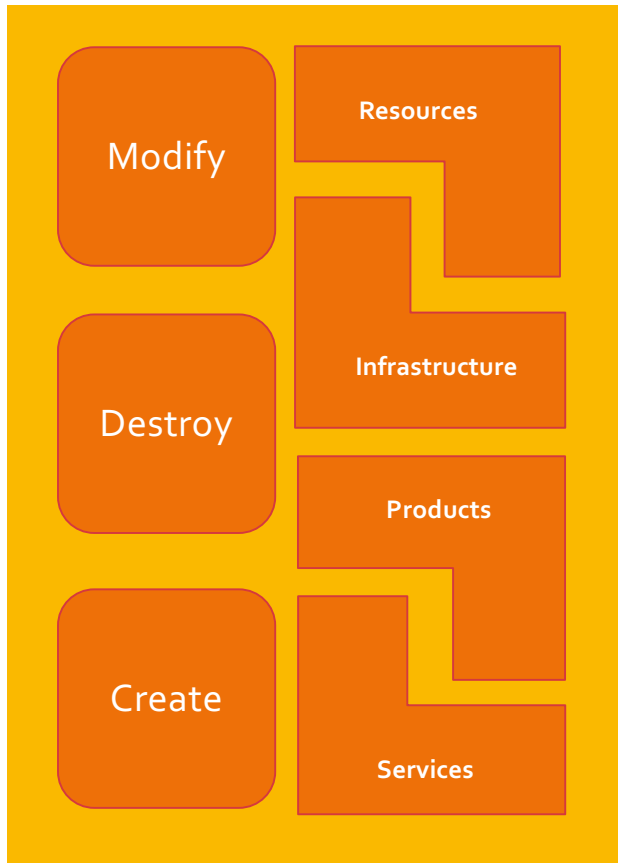 Modify
Resources
Infrastructure
Destroy
Products
Create
Services